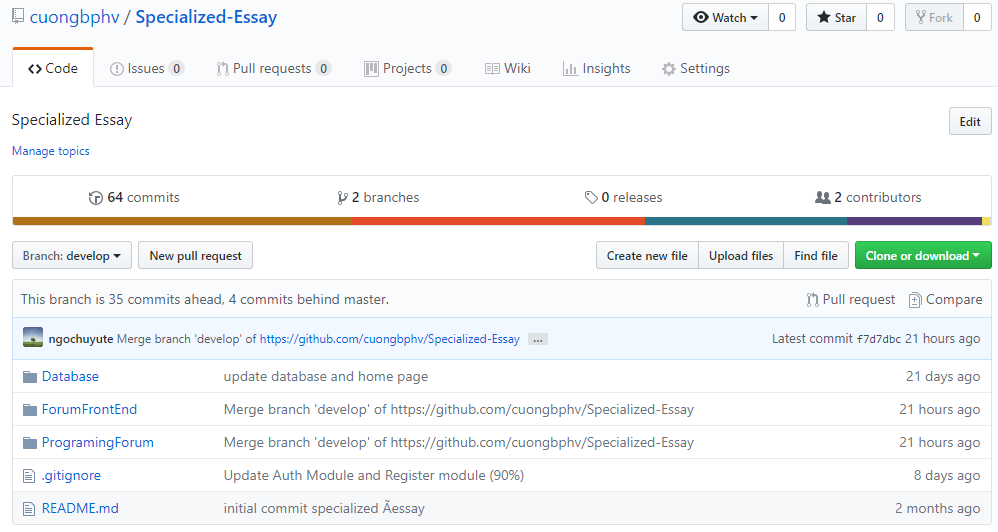 cuongbphv / Specialized-Essay
Watch 0 Star 0 Fork 0
Code Issues 0 Pull requests 0 Projects 0 Wiki Insights Settings
Specialized Essay
Edit
Manage topics
64 commits 2 branches 0 releases 2 contributors
Branch: develop New pull request Create new file Upload files Find file Clone or download
This branch is 35 commits ahead, 4 commits behind master. Pull request Compare
ngochuyute Merge branch 'develop' of https://github.com/cuongbphv/Specialized-Essay ... Latest commit f7d7dbc 21 hours ago
Database update database and home page 21 days ago
ForumFrontEnd Merge branch 'develop' of https://github.com/cuongbphv/Specialized-Essay 21 hours ago
ProgramingForum Merge branch 'develop' of https://github.com/cuongbphv/Specialized-Essay 21 hours ago
.gitignore Update Auth Module and Register module (90%) 8 days ago
README.md initial commit specialized Ãessay 2 months ago